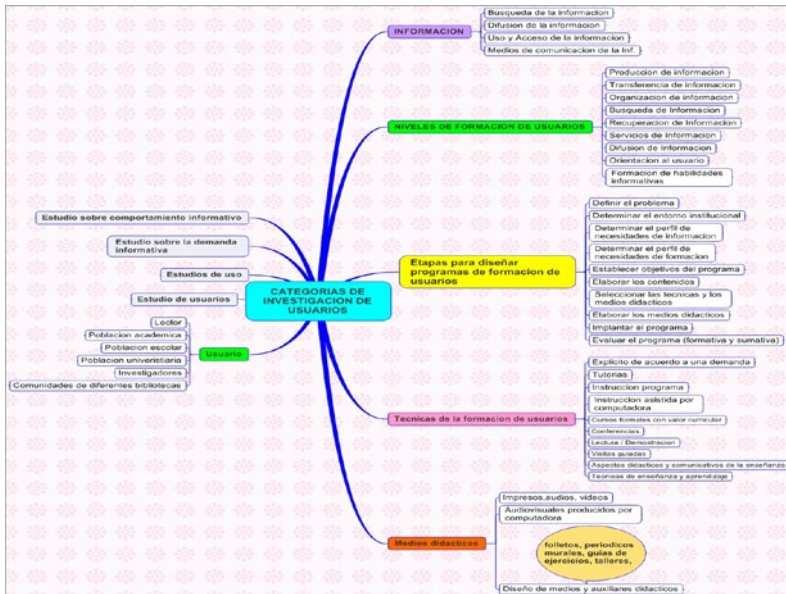 INFORMACION
Busqueda de la Informacion
Difusion de la informacion
Uso y Acceso de la informacion
Medios de comunicacion de la Inf.
NIVELES DE FORMACION DE USUARIOS
Produccion de informacion
Transferencia de informacion
Organizacion de informacion
Busqueda de Informacion
Recuperacion de Informacion
Servicios de Informacion
Difusion de Informacion
Orientacion al usuario
Formacion de habilidades
informativas
Etapas para diseñar
programas de formacion de
usuarios
Definir el problema
Determinar el entorno institucional
Determinar el perfil de
necesidades de informacion
Determinar el perfil de
necesidades de formacion
Establecer objetivos del programa
Elaborar los contenidos
Seleccionar las tecnicas y los
medios didacticos
Elaborar los medios didacticos
Implantar el programa
Evaluar el programa (formativa y sumativa)
Estudio sobre comportamiento informativo
Estudio sobre la demanda
informativa
Estudios de uso
Estudio de usuarios
CATEGORIAS DE
INVESTIGACION DE
USUARIOS
Usuario
Lector
Poblacion academica
Poblacion escolar
Poblacion univeristiaria
Investigadores
Comunidades de diferentes bibliotecas
Tecnicas de la formacion de usuarios
Explicito de acuerdo a una demanda
Tutorias
Instruccion programa
Instruccion asistida por
computadora
Cursos formales con valor curricular
Conferencias
Lectura / Demostracion
Visitas guiadas
Aspectos didacticos y comunicativos de la enseñanza
Tecnicas de enseñanza y aprendizaje
Medios didacticos
Impresos,audios, videos
Audiovisuales producidos por
computadora
folletos, periodicos
murales, guias de
ejercicios, talleres,
Diseño de medios y auxiliares didacticos